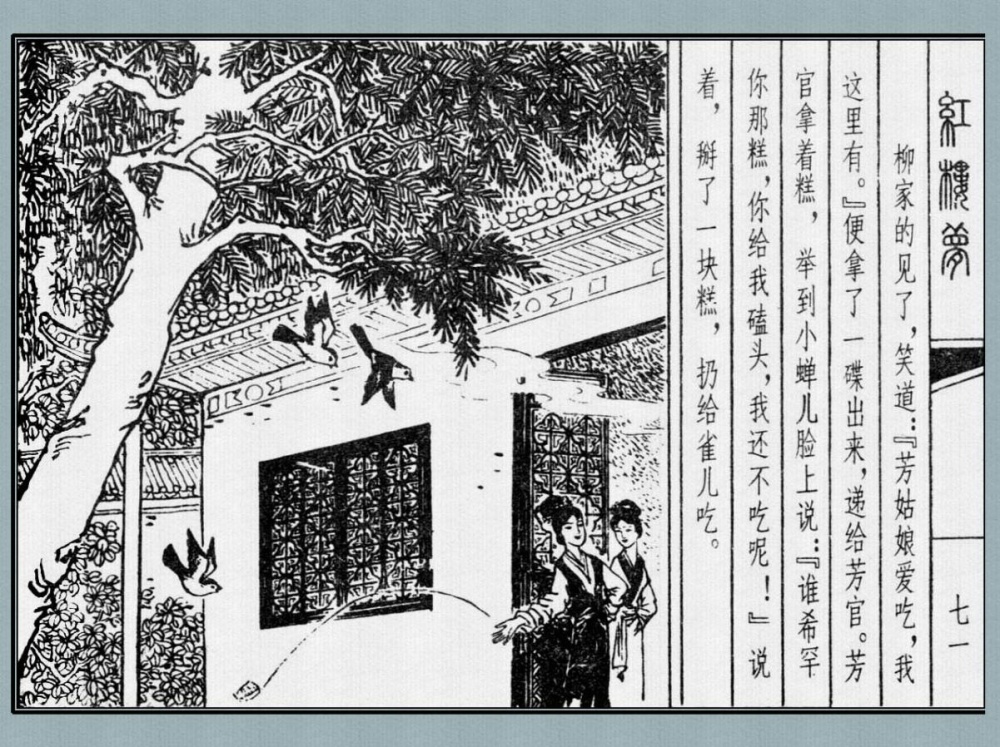 红楼梦
七一
柳家的见了，笑道：『芳姑娘爱吃，我
这里有。』便拿了一碟出来，递给芳官。芳
官拿着糕，举到小蝉儿脸上说：『谁希罕
你那糕，你给我磕头，我还不吃呢！』说
着，掰了一块糕，扔给雀儿吃。